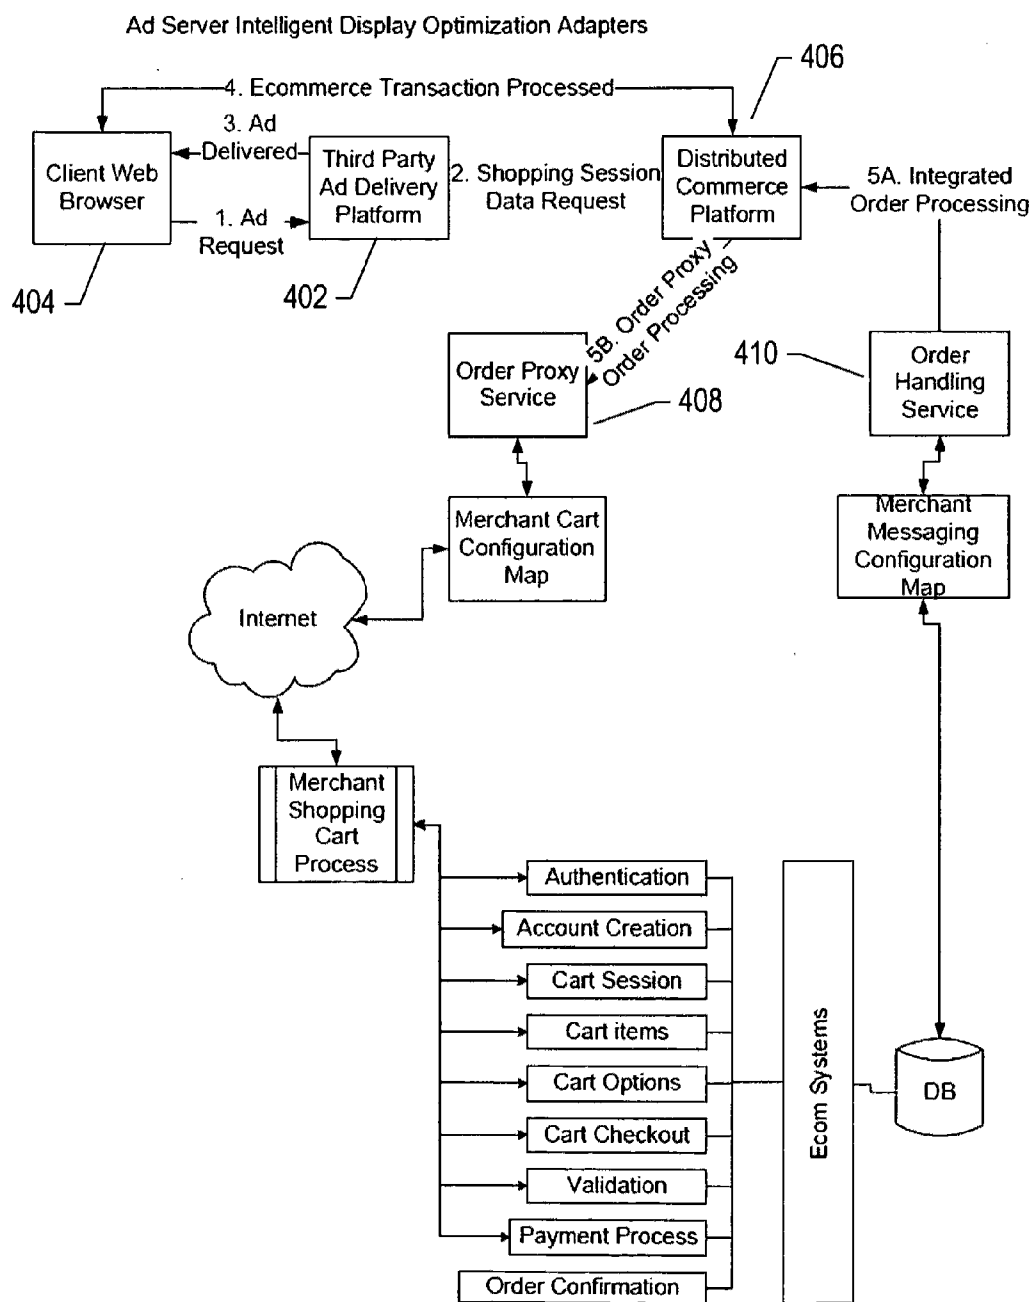 Ad Server Intelligent Display Optimization Adapters
406
4. Ecommerce Transaction Processed
3. Ad
Delivered
Client Web
Browser
Third Party
Ad Delivery
Platform
2. Shopping Session
Data Request
Distributed
Commerce
Platform
5A. Integrated
Order Processing
1. Ad
Request
404
402
5B. Order Proxy
Order Processing
Order Proxy
Service
408
410
Order
Handling
Service
Merchant Cart
Configuration
Map
Merchant
Messaging
Configuration
Map
Internet
Merchant
Shopping
Cart
Process
Authentication
Account Creation
Cart Session
Cart items
Cart Options
Cart Checkout
Validation
Payment Process
Order Confirmation
Ecom Systems
DB